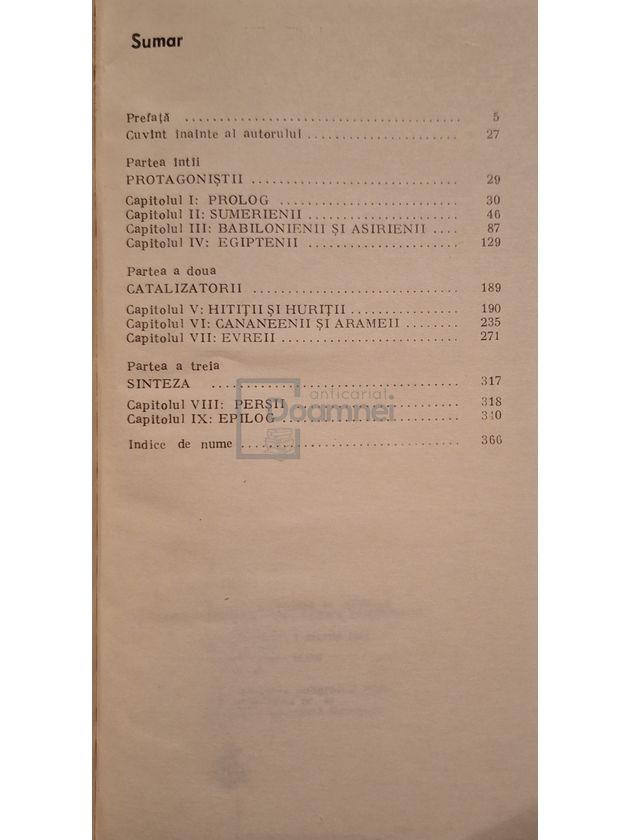 Sumar
Prefață ........................................ 5
Cuvînt înainte al autorului ...................... 27
Partea întîi
PROTAGONIȘTII .............................. 29
Capitolul I: PROLOG .......................... 30
Capitolul II: SUMERIENII ...................... 46
Capitolul III: BABILONIENII ȘI ASIRIENII .... 87
Capitolul IV: EGIPTENII ...................... 129
Partea a doua
CATALIZATORII .............................. 189
Capitolul V: HITIȚII ȘI HURIȚII ................ 190
Capitolul VI: CANANEENII ȘI ARAMEII ........ 235
Capitolul VII: EVREII .......................... 271
Partea a treia
SINTEZA .................................... 317
anticariat
Doamnei
Capitolul VIII: PERȘII ........................ 318
Capitolul IX: EPILOG .......................... 340
Indice de nume ................................ 366